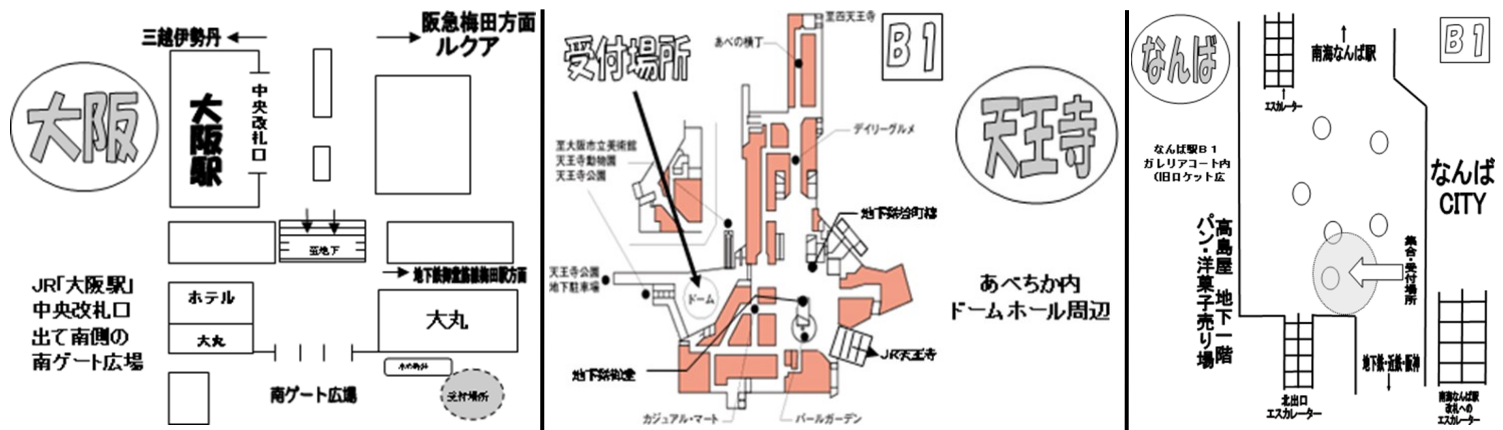 三越伊勢丹
阪急梅田方面
ルクア
大阪
大阪駅
中央改札口
至地下
地下鉄御堂筋線梅田駅方面
JR「大阪駅」
中央改札口
出て南側の
南ゲート広場
ホテル
大丸
大丸
水の時計
南ゲート広場
受付場所
受付場所
B1
至四天王寺
あべの横丁
天王寺
デイリーグルメ
至大阪市立美術館
天王寺動物園
天王寺公園
地下鉄谷町線
天王寺公園
地下駐車場
ドーム
あべちか内
ドームホール周辺
JR天王寺
地下鉄御堂
カジュアル・マート
バールガーデン
なんば
B1
南海なんば駅
エスカレーター
なんば駅B1
ガレリアコート内
(旧ロケット広
なんば
CITY
高島屋 地下一階
パン・洋菓子売り場
集合・受付場所
地下鉄・近鉄・阪神
北出口
エスカレーター
南海なんば駅
改札への
エスカレーター